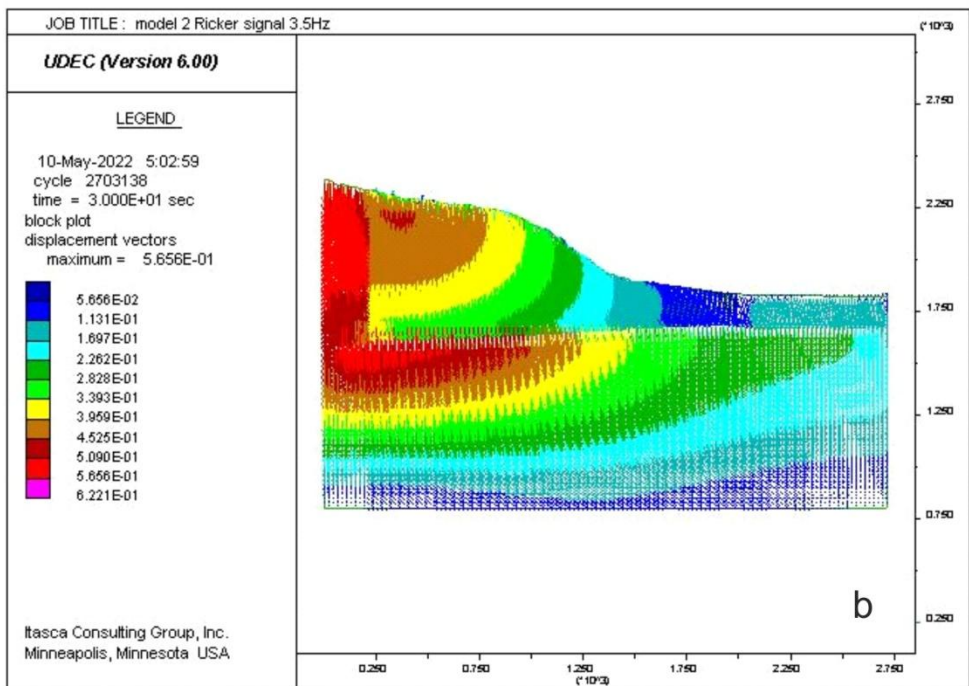 JOB TITLE : model 2 Ricker signal 3.5Hz
(*10^3)
UDEC (Version 6.00)
LEGEND
10-May-2022 5:02:59
cycle 2703138
time = 3.000E+01 sec
block plot
displacement vectors
maximum = 5.656E-01
5.656E-02
1.131E-01
1.697E-01
2.262E-01
2.828E-01
3.393E-01
3.959E-01
4.525E-01
5.090E-01
5.656E-01
6.221E-01
2.750
2.250
1.750
1.250
0.750
0.250
b
Itasca Consulting Group, Inc.
Minneapolis, Minnesota USA
0.250 0.750 1.250 1.750 2.250 2.750
(*10^3)